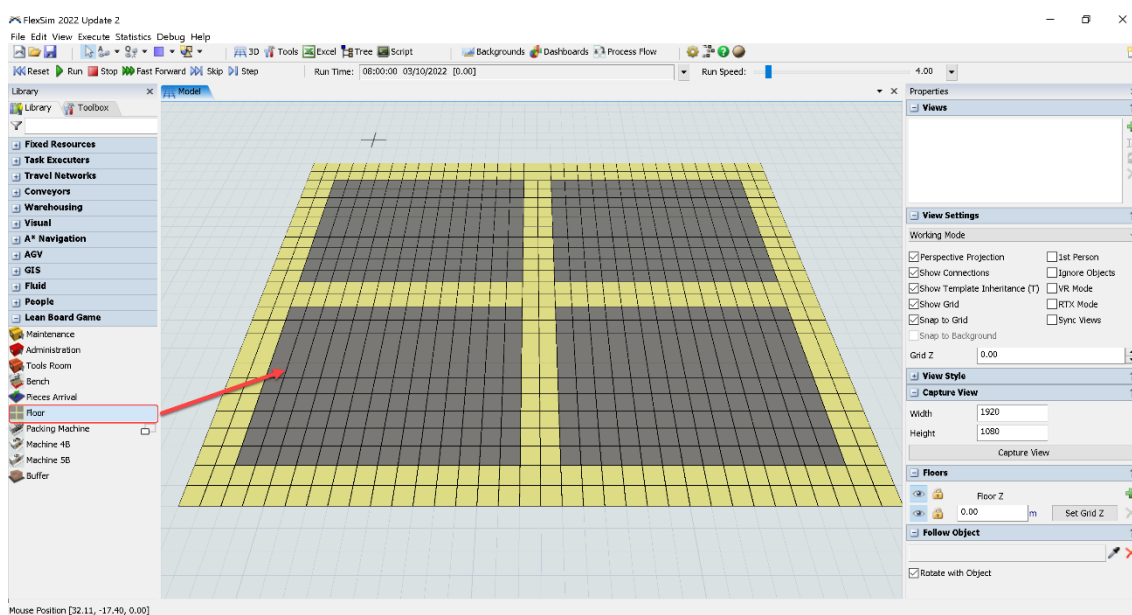 FlexSim 2022 Update 2
File Edit View Execute Statistics Debug Help
3D Tools Excel Tree Script Backgrounds Dashboards Process Flow
Reset Run Stop Fast Forward Skip Step Run Time: 08:00:00 03/10/2022 [0.00] Run Speed: 4.00
Library
Library Toolbox
Fixed Resources
Task Executers
Travel Networks
Conveyors
Warehousing
Visual
A* Navigation
AGV
GIS
Fluid
People
Lean Board Game
Maintenance
Administration
Tools Room
Bench
Pieces Arrival
Floor
Packing Machine
Machine 4B
Machine 5B
Buffer
Model
Properties
Views
View Settings
Working Mode
Perspective Projection 1st Person
Show Connections Ignore Objects
Show Template Inheritance (T) VR Mode
Show Grid RTX Mode
Snap to Grid Sync Views
Snap to Background
Grid Z 0.00
View Style
Capture View
Width 1920
Height 1080
Capture View
Floors
Floor Z
0.00 m Set Grid Z
Follow Object
Rotate with Object
Mouse Position [32.11, -17.40, 0.00]